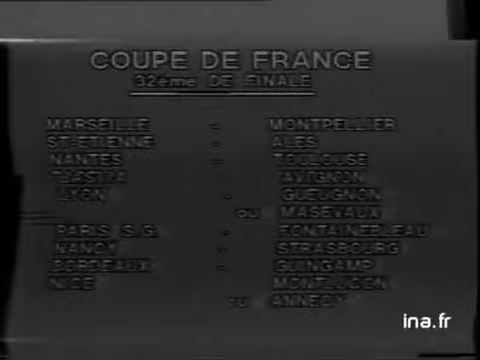 COUPE DE FRANCE
32ème DE FINALE
MARSEILLE - MONTPELLIER
ST-ETIENNE - ALES
NANTES - TOULOUSE
BASTIA - AVIGNON
LYON - GUEUGNON
OU MASEVAUX
PARIS S.G. - FONTAINEBLEAU
NANCY - STRASBOURG
BORDEAUX - GUINGAMP
NICE - MONTLUCON
OU ANNECY
ina.fr